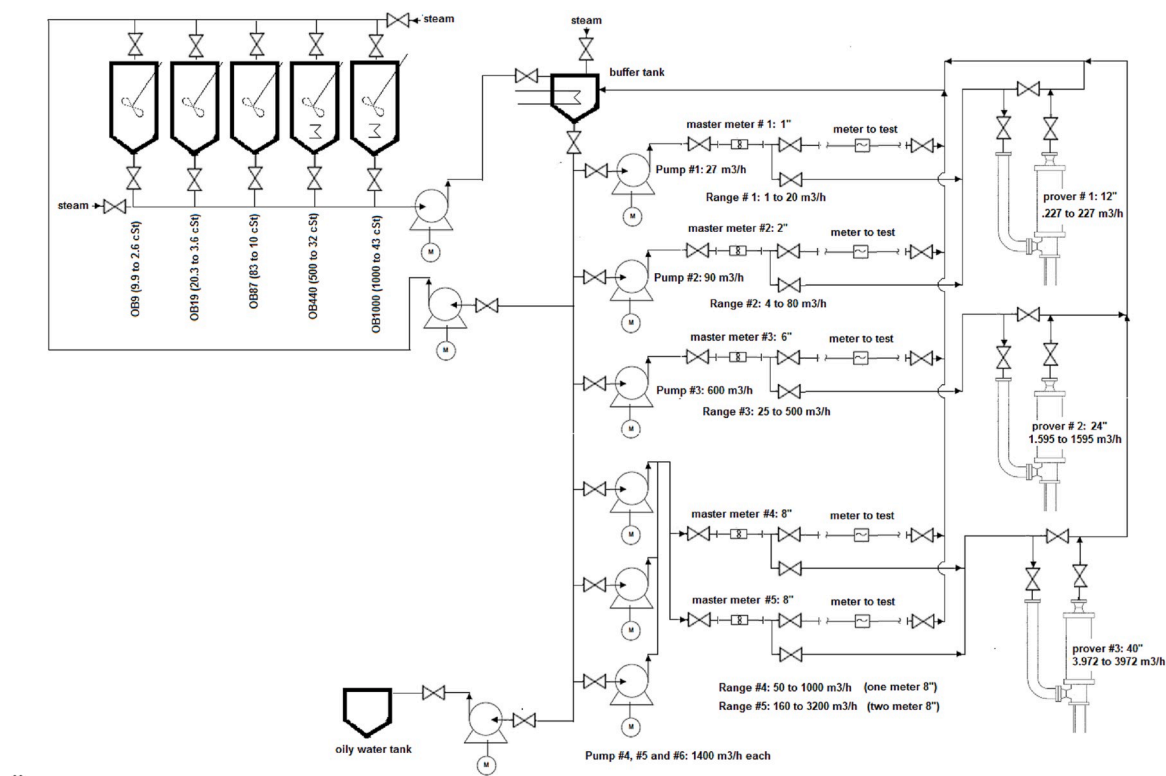 steam
steam
buffer tank
steam
OB9 (9.9 to 2.6 cSt)
OB19 (20.3 to 3.6 cSt)
OB87 (83 to 10 cSt)
OB440 (500 to 32 cSt)
OB1000 (1000 to 43 cSt)
M
M
M
M
master meter # 1: 1"
meter to test
Pump #1: 27 m3/h
M
Range # 1: 1 to 20 m3/h
prover # 1: 12"
.227 to 227 m3/h
master meter #2: 2"
meter to test
Pump #2: 90 m3/h
M
Range #2: 4 to 80 m3/h
master meter #3: 6"
meter to test
Pump #3: 600 m3/h
M
Range #3: 25 to 500 m3/h
prover # 2: 24"
1.595 to 1595 m3/h
M
master meter #4: 8"
meter to test
M
master meter #5: 8"
meter to test
prover #3: 40"
3.972 to 3972 m3/h
Range #4: 50 to 1000 m3/h (one meter 8")
Range #5: 160 to 3200 m3/h (two meter 8")
M
oily water tank
M
Pump #4, #5 and #6: 1400 m3/h each